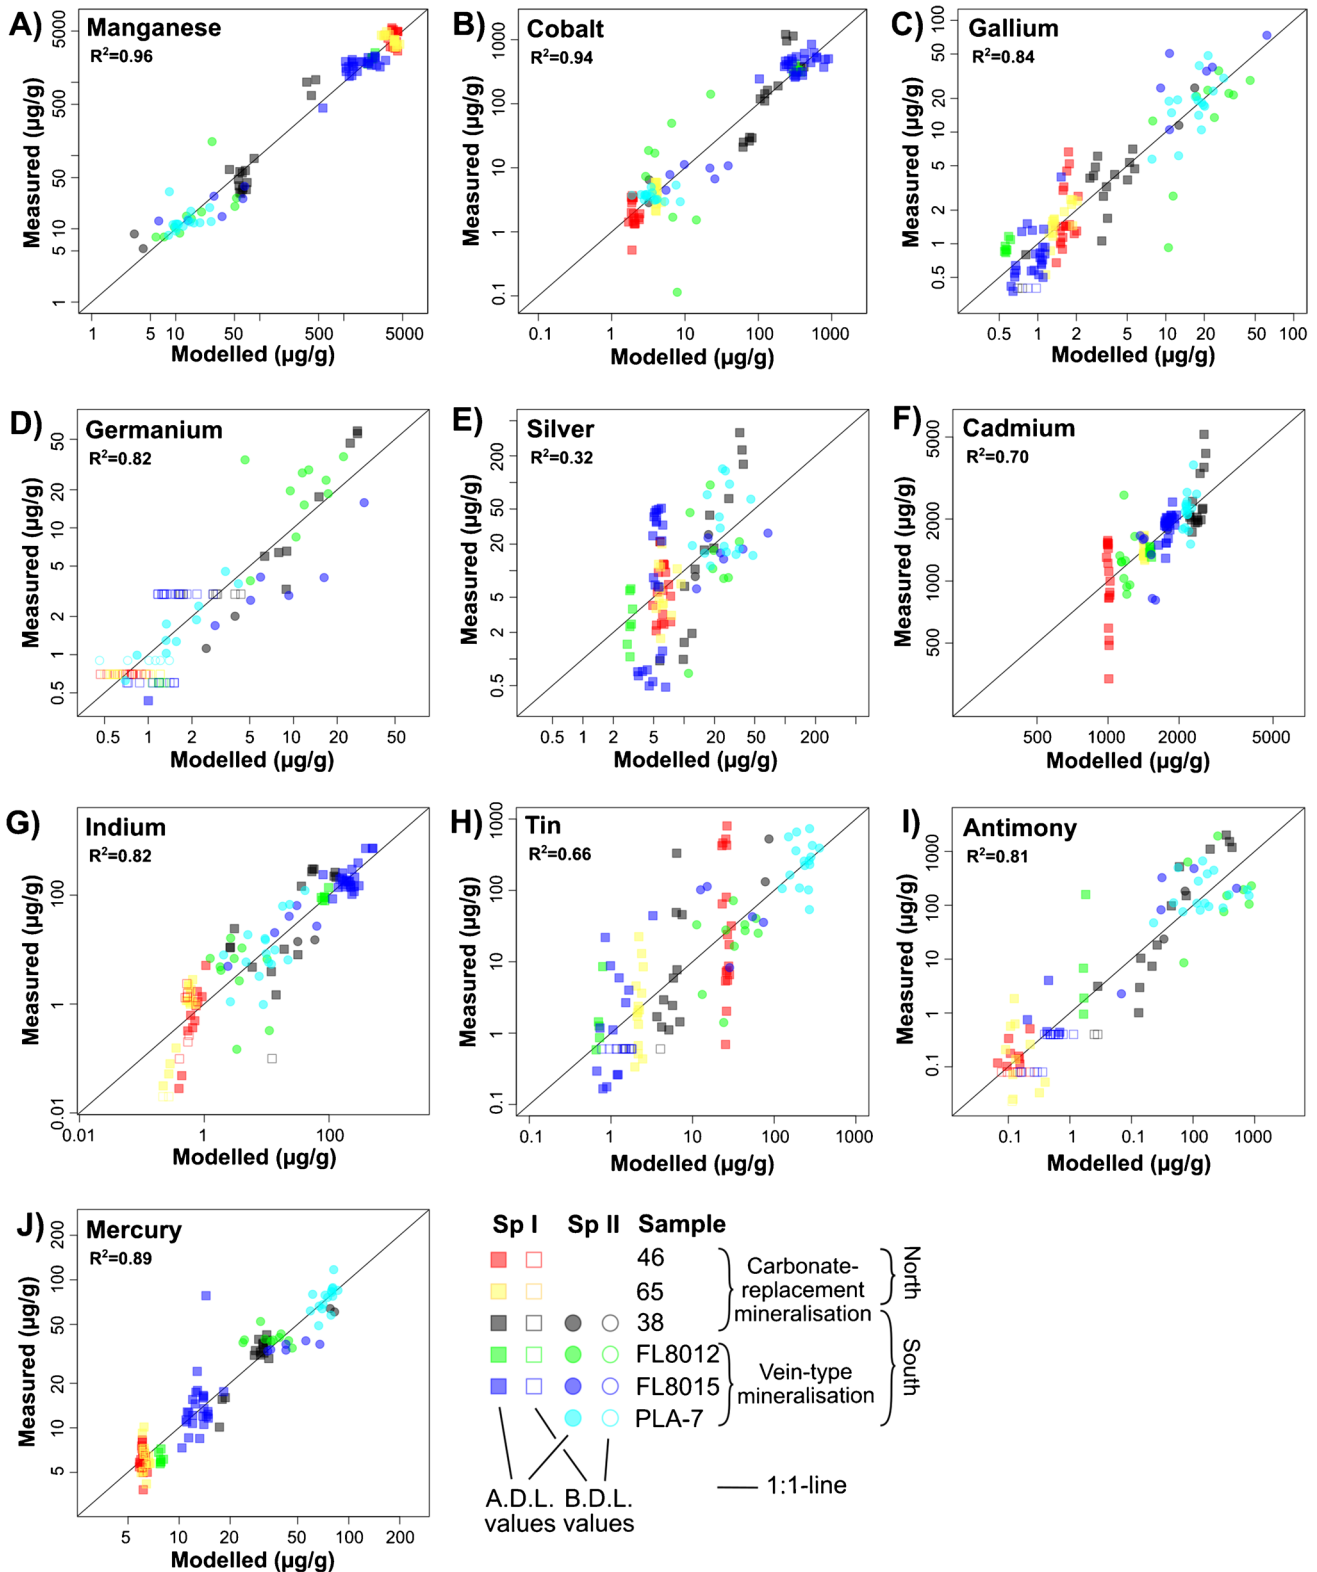 A) Manganese
R²=0.96
Measured (µg/g)
5000
500
50
10
5
1
1 5 10 50 500 5000
Modelled (µg/g)
B) Cobalt
R²=0.94
Measured (µg/g)
1000
100
10
1
0.1
0.1 1 10 100 1000
Modelled (µg/g)
C) Gallium
R²=0.84
Measured (µg/g)
100
50
20
10
5
2
1
0.5
0.5 1 2 5 10 20 50 100
Modelled (µg/g)
D) Germanium
R²=0.82
Measured (µg/g)
50
20
10
5
2
1
0.5
0.5 1 2 5 10 20 50
Modelled (µg/g)
E) Silver
R²=0.32
Measured (µg/g)
200
50
20
5
2
0.5
0.5 1 2 5 20 50 200
Modelled (µg/g)
F) Cadmium
R²=0.70
Measured (µg/g)
5000
2000
1000
500
500 1000 2000 5000
Modelled (µg/g)
G) Indium
R²=0.82
Measured (µg/g)
100
1
0.01
0.01 1 100
Modelled (µg/g)
H) Tin
R²=0.66
Measured (µg/g)
1000
100
10
1
0.1
0.1 1 10 100 1000
Modelled (µg/g)
I) Antimony
R²=0.81
Measured (µg/g)
1000
100
10
1
0.1
0.1 1 0.1 100 1000
Modelled (µg/g)
J) Mercury
R²=0.89
Measured (µg/g)
200
100
50
20
10
5
5 10 20 50 100 200
Modelled (µg/g)
Sp I Sp II Sample
46
65
38
FL8012
FL8015
PLA-7
Carbonate-
replacement
mineralisation
Vein-type
mineralisation
North
South
A.D.L. B.D.L.
values values
1:1-line